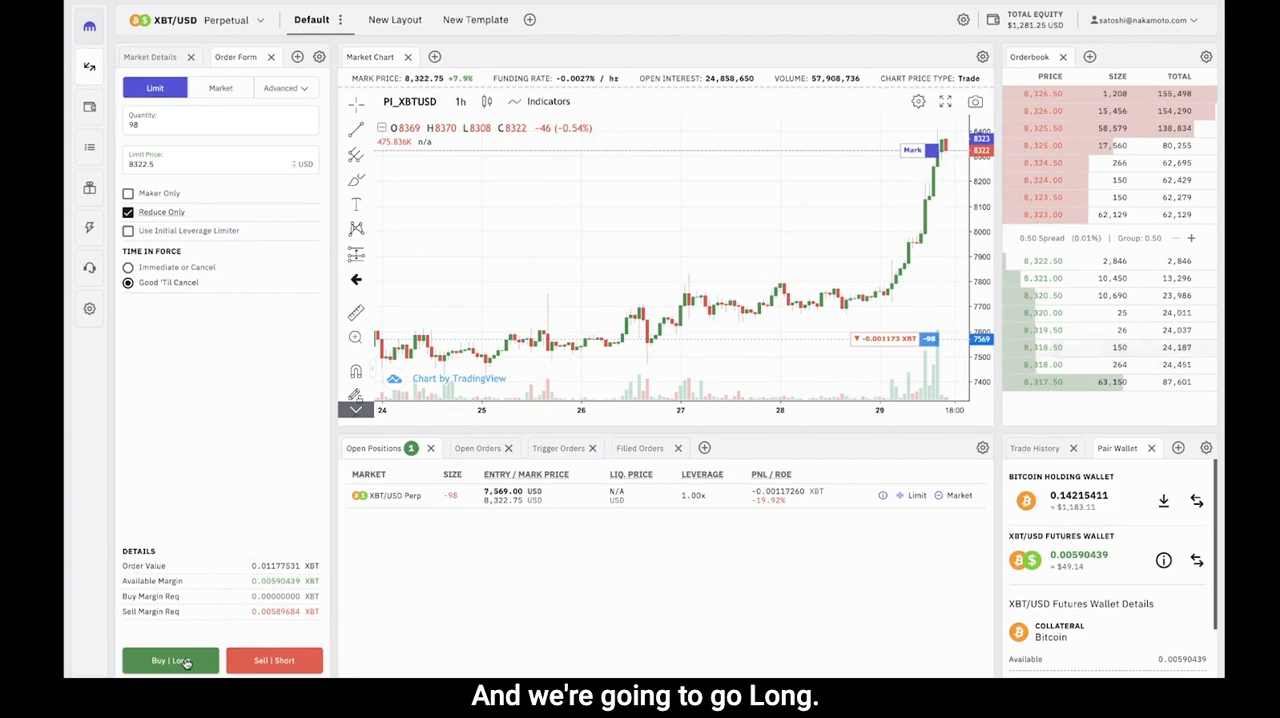 XBT/USD Perpetual
Default
New Layout
New Template
TOTAL EQUITY
$1,281.25 USD
satoshi@nakamoto.com
Market Details
Order Form
Limit
Market
Advanced
Quantity:
98
Limit Price:
8322.5
USD
Maker Only
Reduce Only
Use Initial Leverage Limiter
TIME IN FORCE
Immediate or Cancel
Good 'Til Cancel
DETAILS
Order Value 0.01177531 XBT
Available Margin 0.00590439 XBT
Buy Margin Req 0.00000000 XBT
Sell Margin Req 0.00589684 XBT
Buy | Long
Sell | Short
Market Chart
MARK PRICE: 8,322.75 +7.9% FUNDING RATE: -0.0027% / hr OPEN INTEREST: 24,858,650 VOLUME: 57,908,736 CHART PRICE TYPE: Trade
PI_XBTUSD 1h Indicators
O8369 H8370 L8308 C8322 -46 (-0.54%)
475.836K n/a
Mark
8400
8323
8322
8300
8200
8100
8000
7900
7800
7700
7600
▼ -0.001173 XBT -98
7569
7500
7400
Chart by TradingView
24 25 26 27 28 29 18:00
Orderbook
PRICE SIZE TOTAL
8,326.50 1,208 155,498
8,326.00 15,456 154,290
8,325.50 58,579 138,834
8,325.00 17,560 80,255
8,324.50 266 62,695
8,324.00 150 62,429
8,323.50 150 62,279
8,323.00 62,129 62,129
0.50 Spread (0.01%) | Group: 0.50 − +
8,322.50 2,846 2,846
8,321.00 10,450 13,296
8,320.50 10,690 23,986
8,320.00 25 24,011
8,319.50 26 24,037
8,318.50 150 24,187
8,318.00 264 24,451
8,317.50 63,150 87,601
Open Positions 1
Open Orders
Trigger Orders
Filled Orders
MARKET SIZE ENTRY / MARK PRICE LIQ. PRICE LEVERAGE PNL / ROE
XBT/USD Perp -98 7,569.00 USD N/A 1.00x -0.00117260 XBT Limit Market
8,322.75 USD USD -19.92%
Trade History
Pair Wallet
BITCOIN HOLDING WALLET
0.14215411
≈ $1,183.11
XBT/USD FUTURES WALLET
0.00590439
≈ $49.14
XBT/USD Futures Wallet Details
COLLATERAL
Bitcoin
Available 0.00590439
And we're going to go Long.